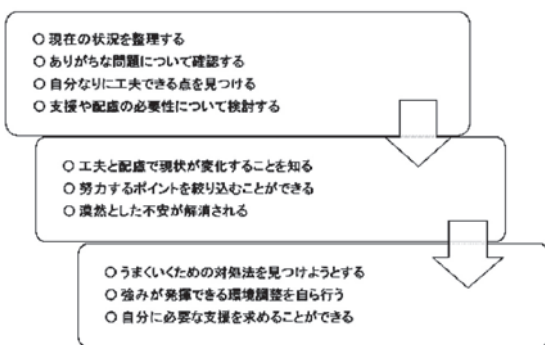 ○ 現在の状況を整理する
○ ありがちな問題について確認する
○ 自分なりに工夫できる点を見つける
○ 支援や配慮の必要性について検討する
○ 工夫と配慮で現状が変化することを知る
○ 努力するポイントを絞り込むことができる
○ 漠然とした不安が解消される
○ うまくいくための対処法を見つけようとする
○ 強みが発揮できる環境調整を自ら行う
○ 自分に必要な支援を求めることができる